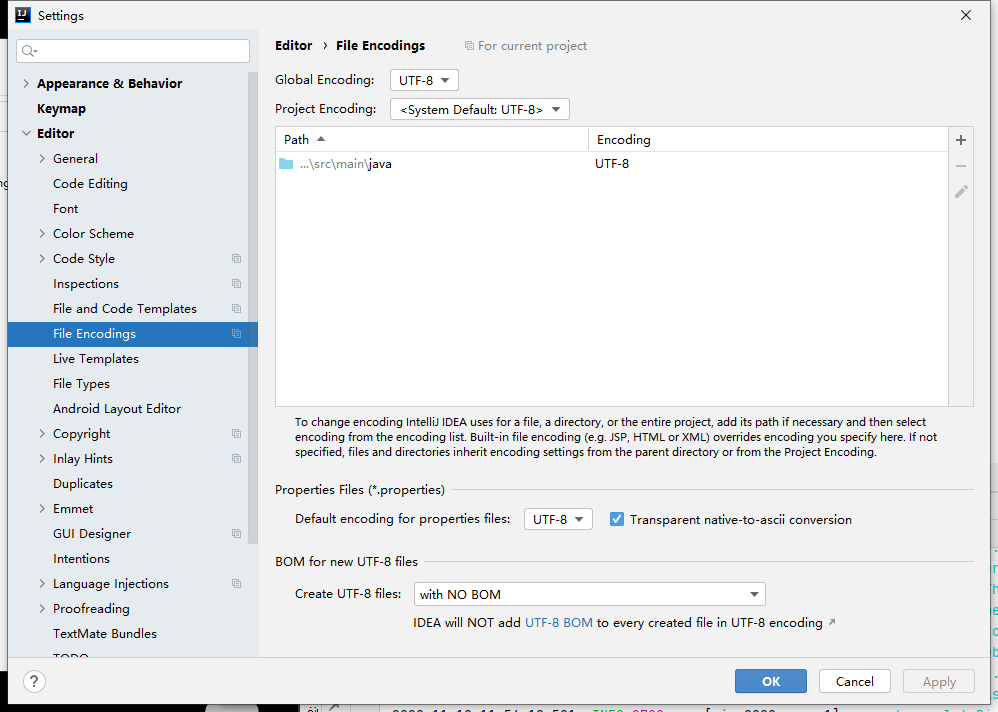 Settings
Appearance & Behavior
Keymap
Editor
General
Code Editing
Font
Color Scheme
Code Style
Inspections
File and Code Templates
File Encodings
Live Templates
File Types
Android Layout Editor
Copyright
Inlay Hints
Duplicates
Emmet
GUI Designer
Intentions
Language Injections
Proofreading
TextMate Bundles
TODO
Editor › File Encodings For current project
Global Encoding: UTF-8
Project Encoding: <System Default: UTF-8>
Path Encoding
...\src\main\java UTF-8
To change encoding IntelliJ IDEA uses for a file, a directory, or the entire project, add its path if necessary and then select
encoding from the encoding list. Built-in file encoding (e.g. JSP, HTML or XML) overrides encoding you specify here. If not
specified, files and directories inherit encoding settings from the parent directory or from the Project Encoding.
Properties Files (*.properties)
Default encoding for properties files: UTF-8 Transparent native-to-ascii conversion
BOM for new UTF-8 files
Create UTF-8 files: with NO BOM
IDEA will NOT add UTF-8 BOM to every created file in UTF-8 encoding
? OK Cancel Apply